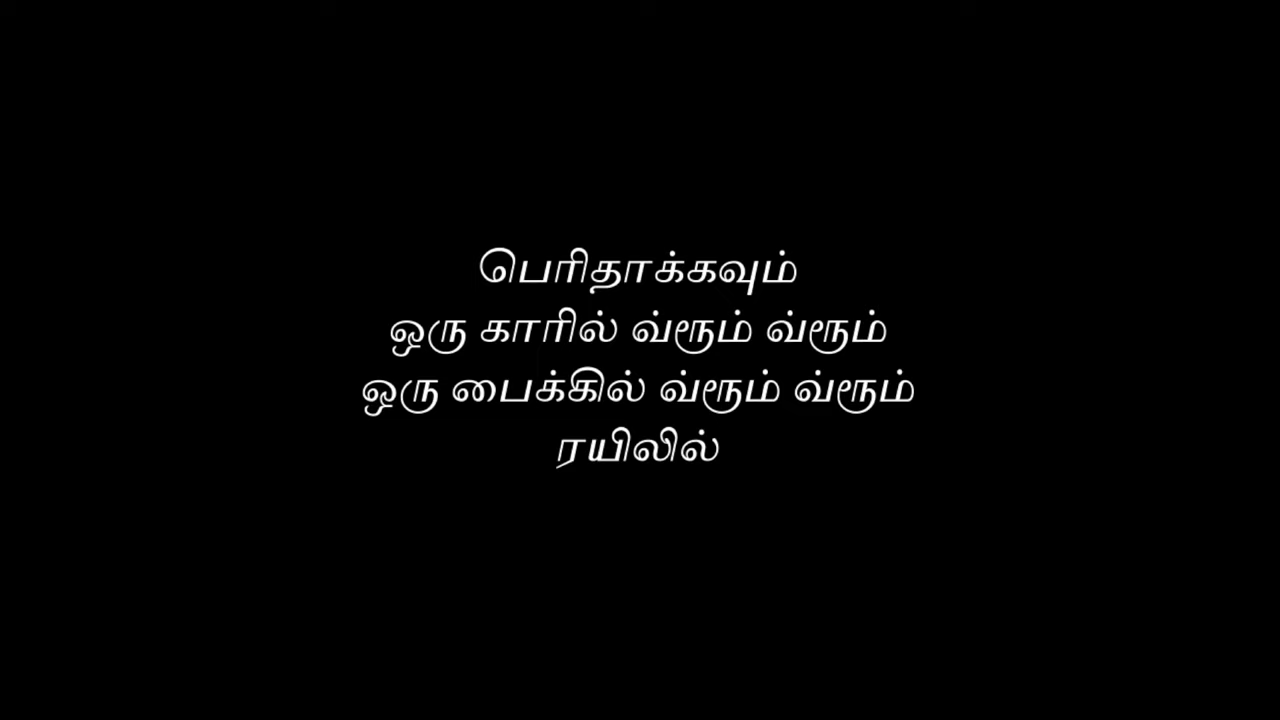 பெரிதாக்கவும்
ஒரு காரில் வ்ரூம் வ்ரூம்
ஒரு பைக்கில் வ்ரூம் வ்ரூம்
ரயிலில்